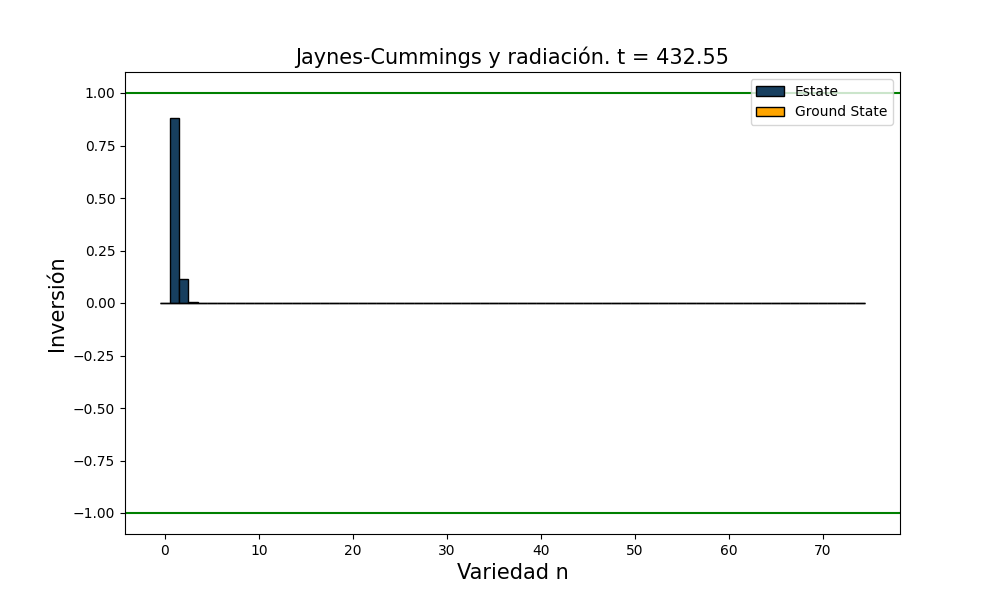 Jaynes-Cummings y radiación. t = 432.55
Estate
Ground State
Inversión
1.00
0.75
0.50
0.25
0.00
−0.25
−0.50
−0.75
−1.00
0 10 20 30 40 50 60 70
Variedad n